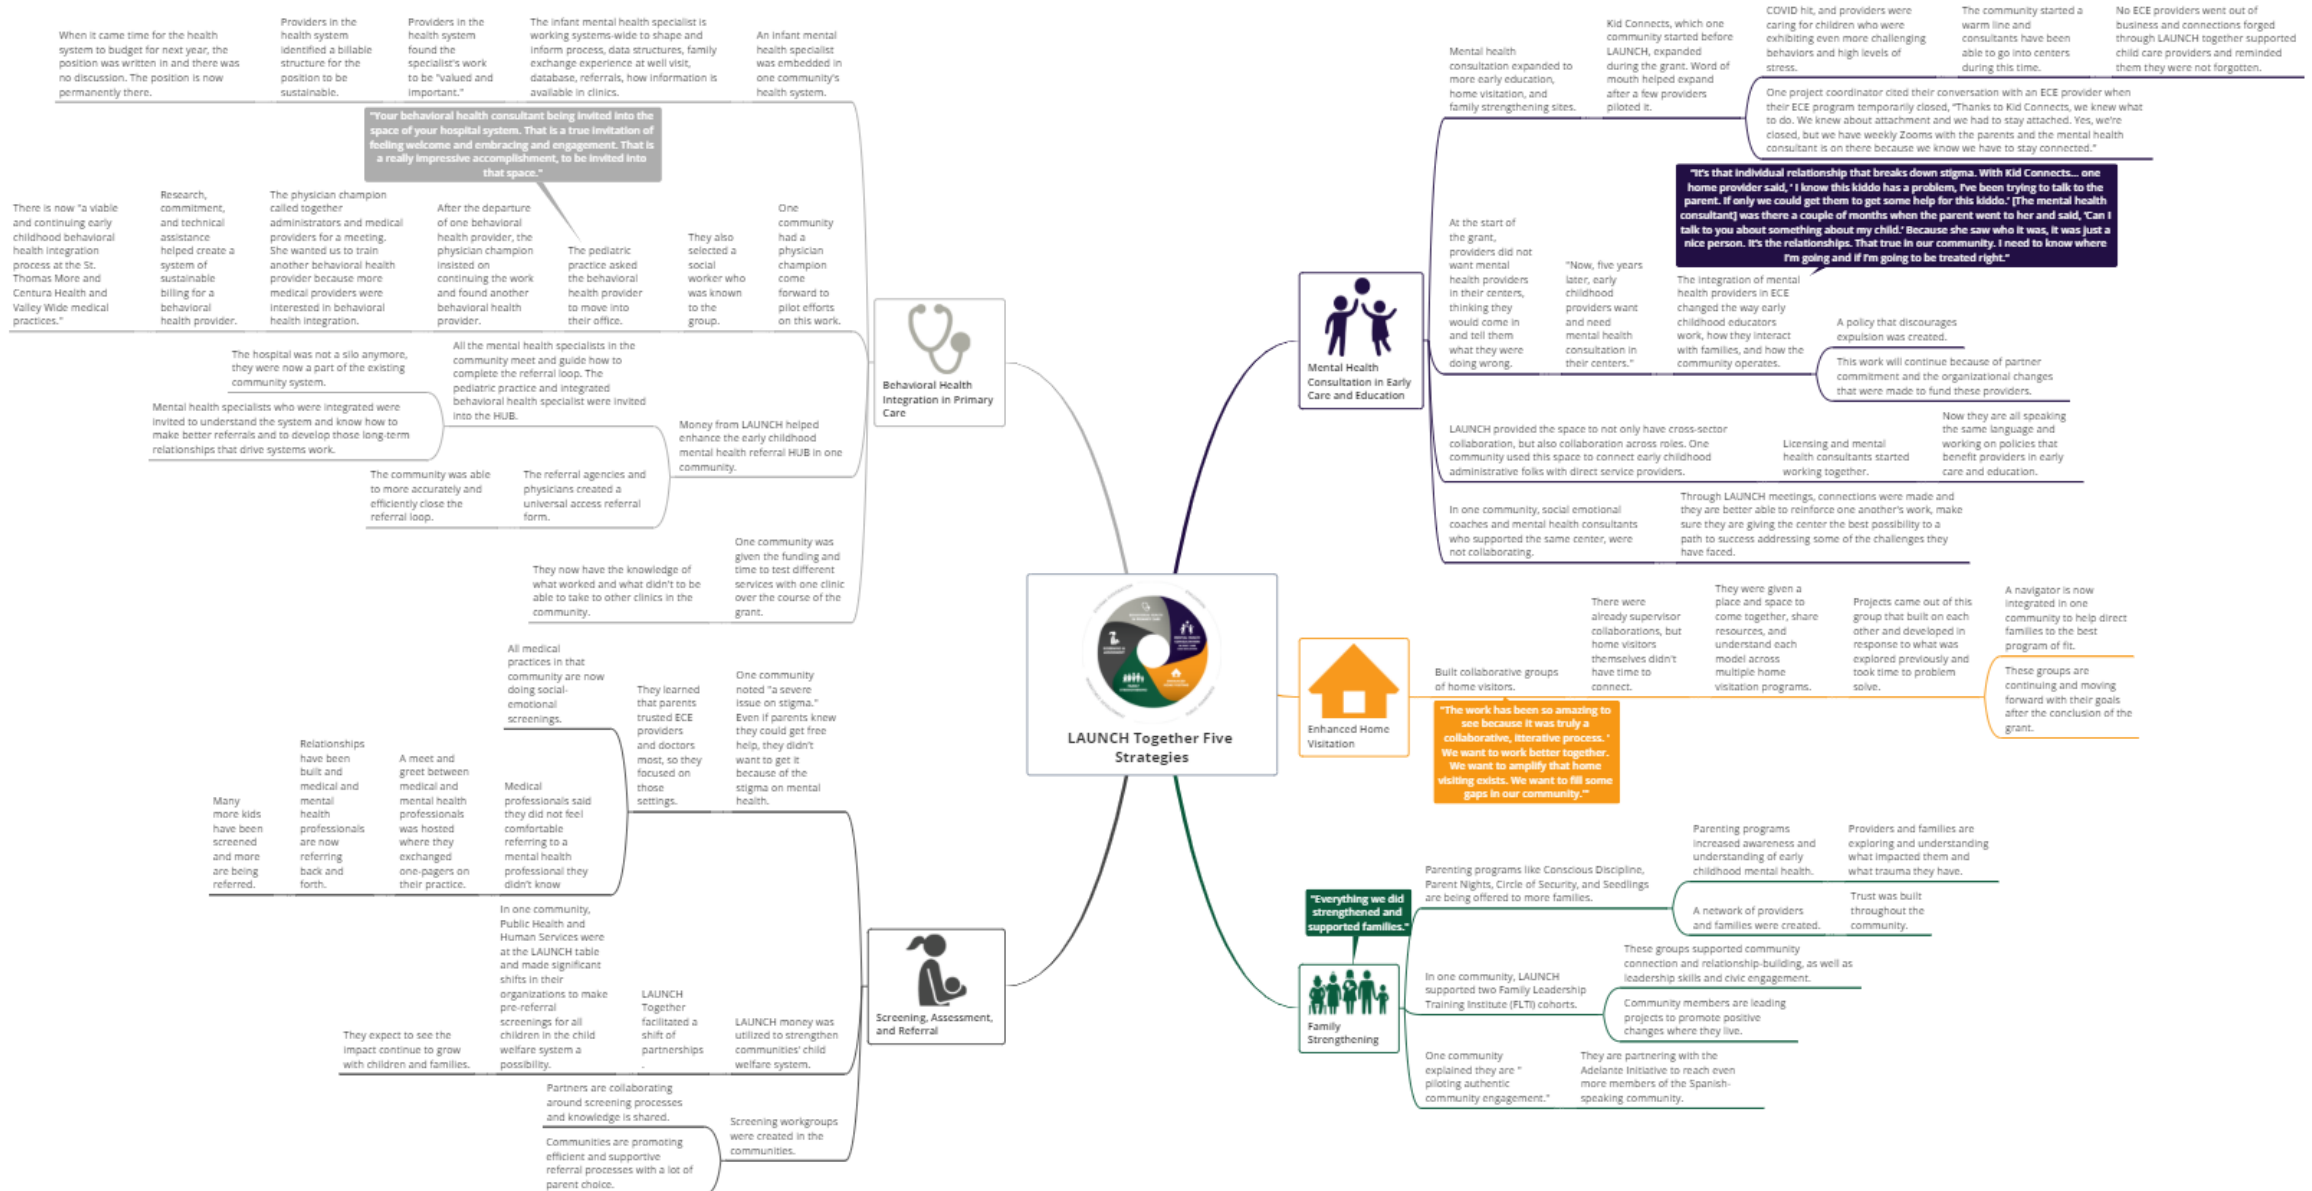 When it came time for the health
system to budget for next year, the
position was written in and there was
no discussion. The position is now
permanently there.
Providers in the
health system
identified a billable
structure for the
position to be
sustainable.
Providers in the
health system
found the
specialist's work
to be "valued and
important."
The infant mental health specialist is
working systems-wide to shape and
inform process, data structures, family
exchange experience at well visit,
database, referrals, how information is
available in clinics.
An infant mental
health specialist
was embedded in
one community's
health system.
"Your behavioral health consultant being invited into the
space of your hospital system. That is a true invitation of
feeling welcome and embracing and engagement. That is
a really impressive accomplishment, to be invited into
that space."
There is now "a viable
and continuing early
childhood behavioral
health integration
process at the St.
Thomas More and
Centura Health and
Valley Wide medical
practices."
Research,
commitment,
and technical
assistance
helped create a
system of
sustainable
billing for a
behavioral
health provider.
The physician champion
called together
administrators and medical
providers for a meeting.
She wanted us to train
another behavioral health
provider because more
medical providers were
interested in behavioral
health integration.
After the departure
of one behavioral
health provider, the
physician champion
insisted on
continuing the work
and found another
behavioral health
provider.
The pediatric
practice asked
the behavioral
health provider
to move into
their office.
They also
selected a
social
worker who
was known
to the
group.
One
community
had a
physician
champion
come
forward to
pilot efforts
on this work.
Behavioral Health
Integration in Primary
Care
The hospital was not a silo anymore,
they were now a part of the existing
community system.
Mental health specialists who were integrated were
invited to understand the system and know how to
make better referrals and to develop those long-term
relationships that drive systems work.
All the mental health specialists in the
community meet and guide how to
complete the referral loop. The
pediatric practice and integrated
behavioral health specialist were invited
into the HUB.
Money from LAUNCH helped
enhance the early childhood
mental health referral HUB in one
community.
The community was able
to more accurately and
efficiently close the
referral loop.
The referral agencies and
physicians created a
universal access referral
form.
They now have the knowledge of
what worked and what didn't to be
able to take to other clinics in the
community.
One community was
given the funding and
time to test different
services with one clinic
over the course of the
grant.
All medical
practices in that
community are now
doing social-
emotional
screenings.
They learned
that parents
trusted ECE
providers
and doctors
most, so they
focused on
those
settings.
One community
noted "a severe
issue on stigma."
Even if parents knew
they could get free
help, they didn't
want to get it
because of the
stigma on mental
health.
Many
more kids
have been
screened
and more
are being
referred.
Relationships
have been
built and
medical and
mental
health
professionals
are now
referring
back and
forth.
A meet and
greet between
medical and
mental health
professionals
was hosted
where they
exchanged
one-pagers on
their practice.
Medical
professionals said
they did not feel
comfortable
referring to a
mental health
professional they
didn't know
They expect to see the
impact continue to grow
with children and families.
In one community,
Public Health and
Human Services were
at the LAUNCH table
and made significant
shifts in their
organizations to make
pre-referral
screenings for all
children in the child
welfare system a
possibility.
LAUNCH
Together
facilitated a
shift of
partnerships
.
LAUNCH money was
utilized to strengthen
communities' child
welfare system.
Screening, Assessment,
and Referral
Partners are collaborating
around screening processes
and knowledge is shared.
Communities are promoting
efficient and supportive
referral processes with a lot of
parent choice.
Screening workgroups
were created in the
communities.
LAUNCH Together Five
Strategies
Mental health
consultation expanded to
more early education,
home visitation, and
family strengthening sites.
Kid Connects, which one
community started before
LAUNCH, expanded
during the grant. Word of
mouth helped expand
after a few providers
piloted it.
COVID hit, and providers were
caring for children who were
exhibiting even more challenging
behaviors and high levels of
stress.
The community started a
warm line and
consultants have been
able to go into centers
during this time.
No ECE providers went out of
business and connections forged
through LAUNCH together supported
child care providers and reminded
them they were not forgotten.
One project coordinator cited their conversation with an ECE provider when
their ECE program temporarily closed, "Thanks to Kid Connects, we knew what
to do. We knew about attachment and we had to stay attached. Yes, we're
closed, but we have weekly Zooms with the parents and the mental health
consultant is on there because we know we have to stay connected."
"It's that individual relationship that breaks down stigma. With Kid Connects... one
home provider said, ' I know this kiddo has a problem, I've been trying to talk to the
parent. If only we could get them to get some help for this kiddo.' [The mental health
consultant] was there a couple of months when the parent went to her and said, 'Can I
talk to you about something about my child.' Because she saw who it was, it was just a
nice person. It's the relationships. That true in our community. I need to know where
I'm going and if I'm going to be treated right."
Mental Health
Consultation in Early
Care and Education
At the start of
the grant,
providers did not
want mental
health providers
in their centers,
thinking they
would come in
and tell them
what they were
doing wrong.
"Now, five years
later, early
childhood
providers want
and need
mental health
consultation in
their centers."
The integration of mental
health providers in ECE
changed the way early
childhood educators
work, how they interact
with families, and how the
community operates.
A policy that discourages
expulsion was created.
This work will continue because of partner
commitment and the organizational changes
that were made to fund these providers.
LAUNCH provided the space to not only have cross-sector
collaboration, but also collaboration across roles. One
community used this space to connect early childhood
administrative folks with direct service providers.
Licensing and mental
health consultants started
working together.
Now they are all speaking
the same language and
working on policies that
benefit providers in early
care and education.
In one community, social emotional
coaches and mental health consultants
who supported the same center, were
not collaborating.
Through LAUNCH meetings, connections were made and
they are better able to reinforce one another's work, make
sure they are giving the center the best possibility to a
path to success addressing some of the challenges they
have faced.
Enhanced Home
Visitation
Built collaborative groups
of home visitors.
There were
already supervisor
collaborations, but
home visitors
themselves didn't
have time to
connect.
They were given a
place and space to
come together, share
resources, and
understand each
model across
multiple home
visitation programs.
Projects came out of this
group that built on each
other and developed in
response to what was
explored previously and
took time to problem
solve.
A navigator is now
integrated in one
community to help direct
families to the best
program of fit.
These groups are
continuing and moving
forward with their goals
after the conclusion of the
grant.
"The work has been so amazing to
see because it was truly a
collaborative, itterative process. '
We want to work better together.
We want to amplify that home
visiting exists. We want to fill some
gaps in our community.'"
"Everything we did
strengthened and
supported families."
Family
Strengthening
Parenting programs like Conscious Discipline,
Parent Nights, Circle of Security, and Seedlings
are being offered to more families.
Parenting programs
increased awareness and
understanding of early
childhood mental health.
Providers and families are
exploring and understanding
what impacted them and
what trauma they have.
A network of providers
and families were created.
Trust was built
throughout the
community.
In one community, LAUNCH
supported two Family Leadership
Training Institute (FLTI) cohorts.
These groups supported community
connection and relationship-building, as well as
leadership skills and civic engagement.
Community members are leading
projects to promote positive
changes where they live.
One community
explained they are "
piloting authentic
community engagement."
They are partnering with the
Adelante Initiative to reach even
more members of the Spanish-
speaking community.